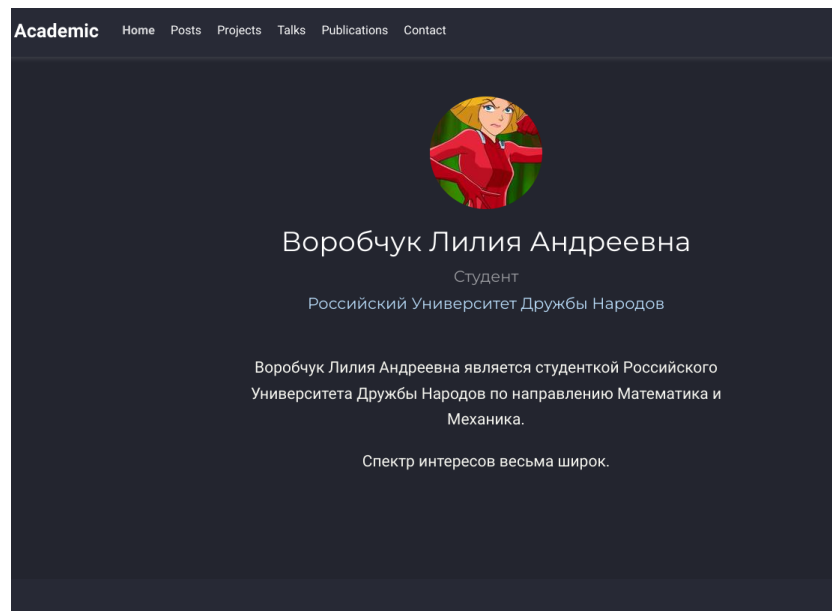 Academic Home Posts Projects Talks Publications Contact
Воробчук Лилия Андреевна
Студент
Российский Университет Дружбы Народов
Воробчук Лилия Андреевна является студенткой Российского
Университета Дружбы Народов по направлению Математика и
Механика.
Спектр интересов весьма широк.